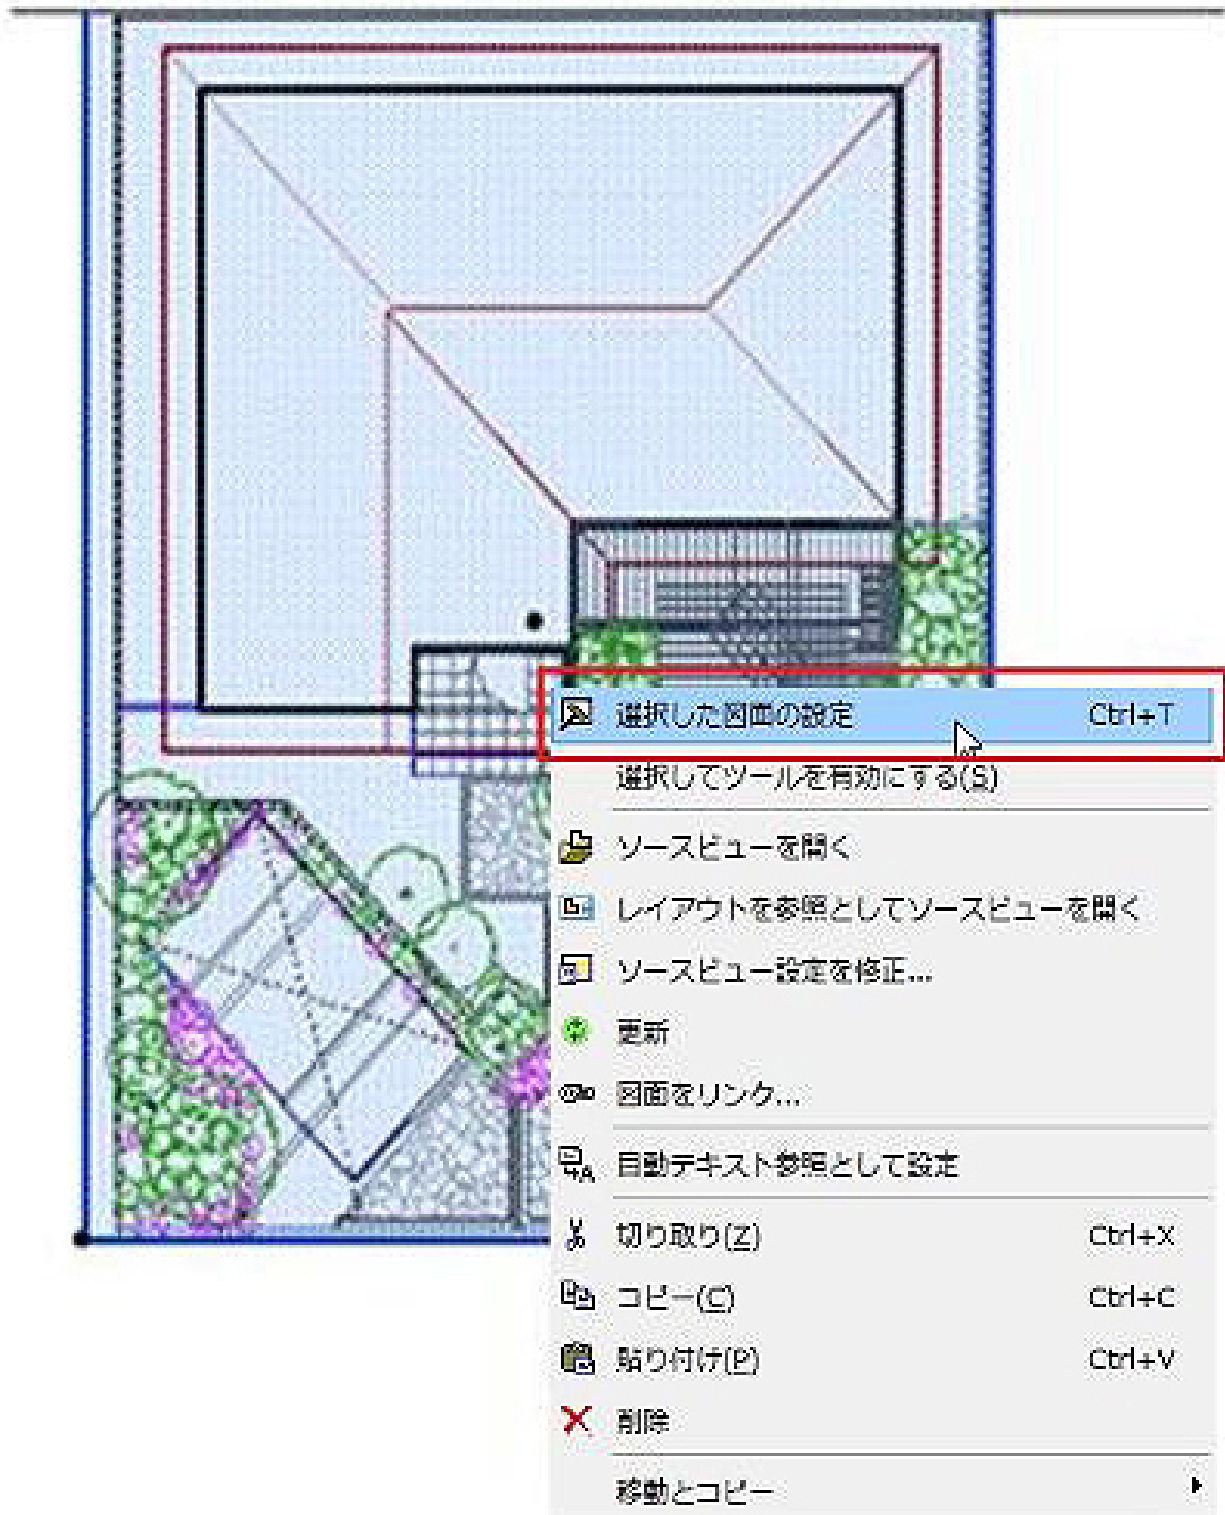 選択した図面の設定 Ctrl+T
選択してツールを有効にする(S)
ソースビューを開く
レイアウトを参照としてソースビューを開く
ソースビュー設定を修正...
更新
図面をリンク...
自動テキスト参照として設定
切り取り(Z) Ctrl+X
コピー(C) Ctrl+C
貼り付け(P) Ctrl+V
削除
移動とコピー